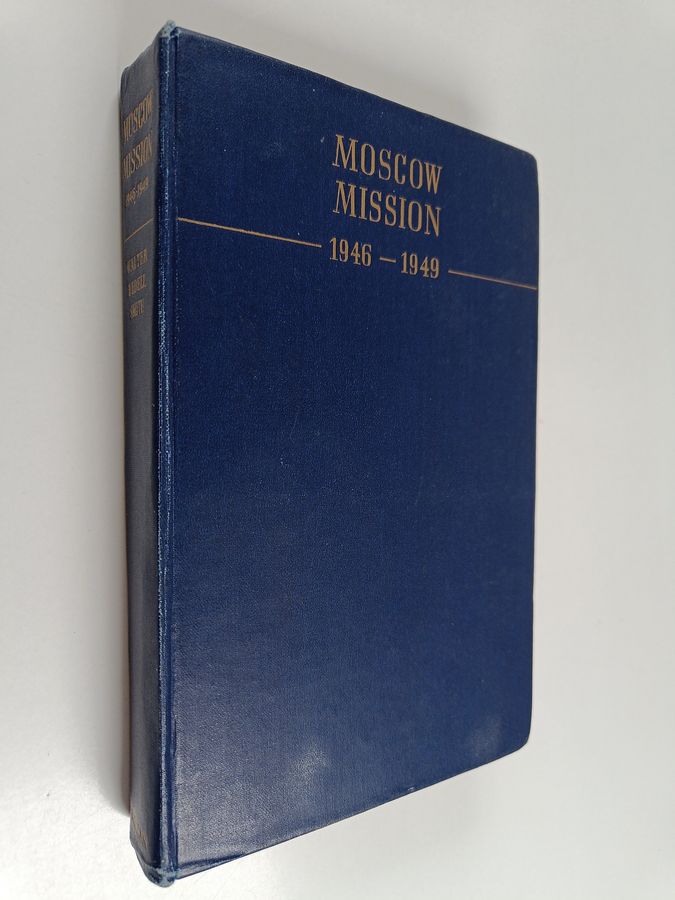 MOSCOW
MISSION
1946 – 1949
MOSCOW
MISSION
1946-1949
WALTER
BEDELL
SMITH